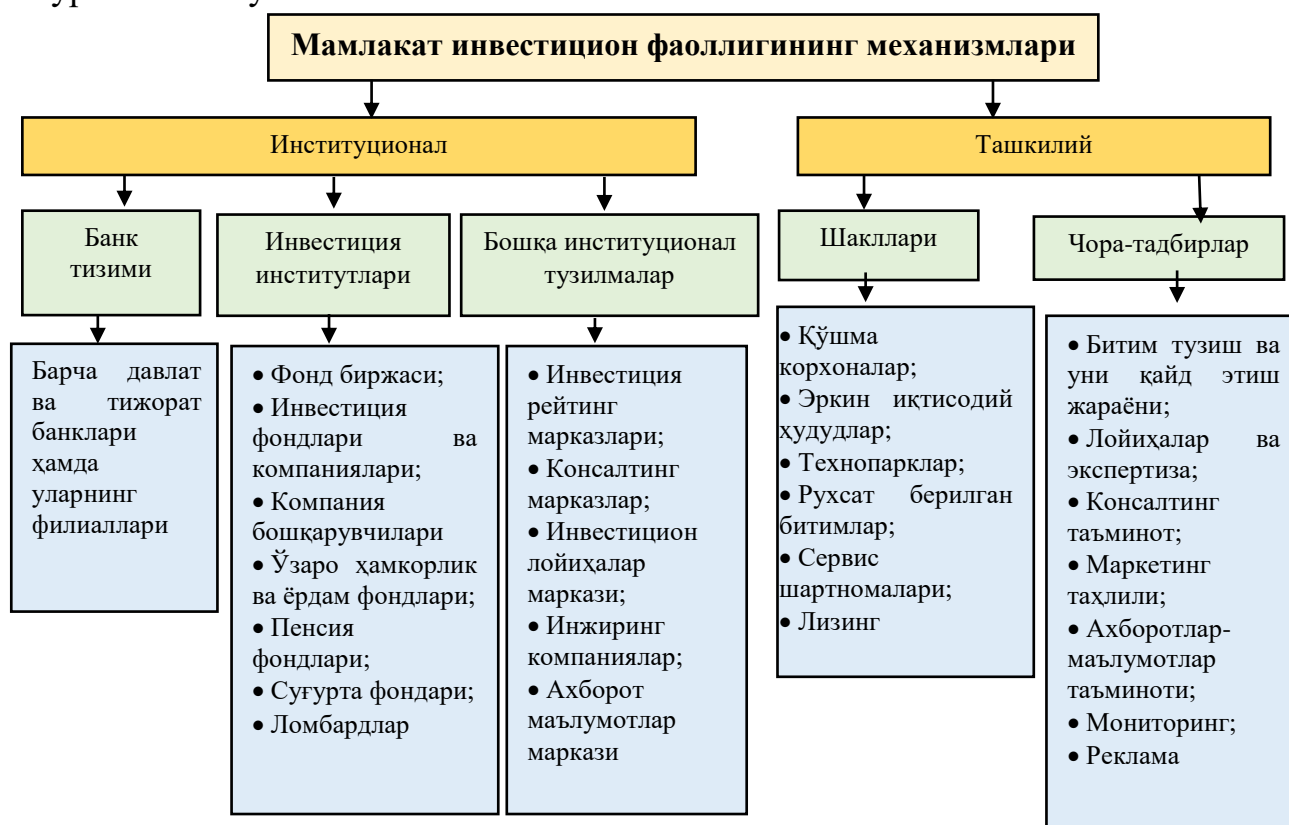 Мамлакат инвестицион фаоллигининг механизмлари
Институционал
Ташкилий
Банк
тизими
Инвестиция
институтлари
Бошқа институционал
тузилмалар
Шакллари
Чора-тадбирлар
Барча давлат
ва тижорат
банклари
ҳамда
уларнинг
филиаллари
• Фонд биржаси;
• Инвестиция
фондлари ва
компаниялари;
• Компания
бошқарувчилари
• Ўзаро ҳамкорлик
ва ёрдам фондлари;
• Пенсия
фондлари;
• Суғурта фондари;
• Ломбардлар
• Инвестиция
рейтинг
марказлари;
• Консалтинг
марказлар;
• Инвестицион
лойиҳалар
маркази;
• Инжиринг
компаниялар;
• Ахборот
маълумотлар
маркази
• Қўшма
корхоналар;
• Эркин иқтисодий
ҳудудлар;
• Технопарклар;
• Рухсат берилган
битимлар;
• Сервис
шартномалари;
• Лизинг
• Битим тузиш ва
уни қайд этиш
жараёни;
• Лойиҳалар ва
экспертиза;
• Консалтинг
таъминот;
• Маркетинг
таҳлили;
• Ахборотлар-
маълумотлар
таъминоти;
• Мониторинг;
• Реклама